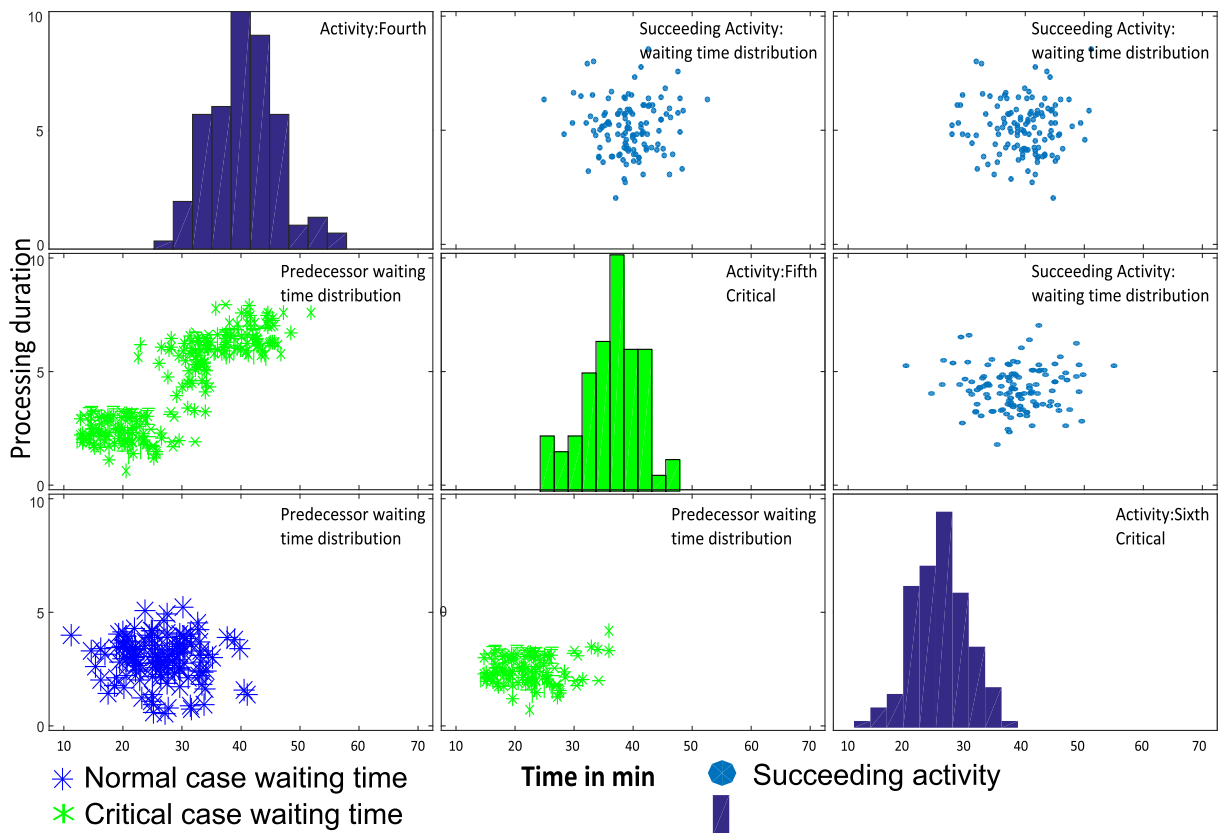 10
5
0
Activity:Fourth
Succeeding Activity:
waiting time distribution
Succeeding Activity:
waiting time distribution
Processing duration
10
5
0
Predecessor waiting
time distribution
Activity:Fifth
Critical
Succeeding Activity:
waiting time distribution
10
5
0
Predecessor waiting
time distribution
0
Predecessor waiting
time distribution
Activity:Sixth
Critical
10 20 30 40 50 60 70
10 20 30 40 50 60 70
10 20 30 40 50 60 70
Time in min
Normal case waiting time
Critical case waiting time
Succeeding activity